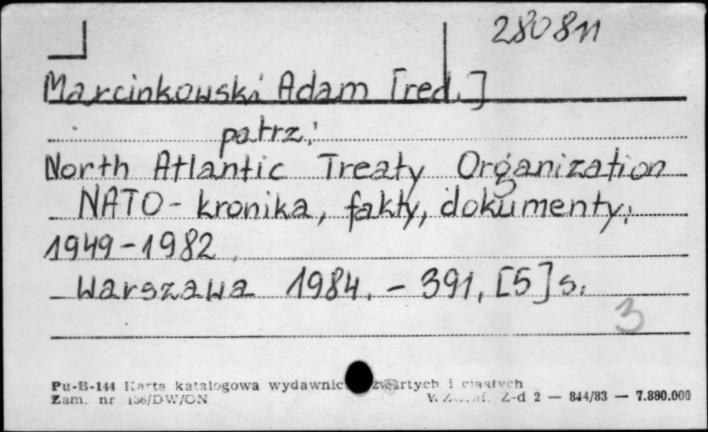 280811
Marcinkowski Adam [red.]
patrz:
North Atlantic Treaty Organization
NATO - kronika, fakty, dokumenty:
1949-1982
Warszawa 1984. - 391, [5] s.
3
Pu-B-144 Karta katalogowa wydawnic zwartych i ciągłych
Zam. nr 136/DW/ON Z-d 2 — 844/83 — 7.880.000